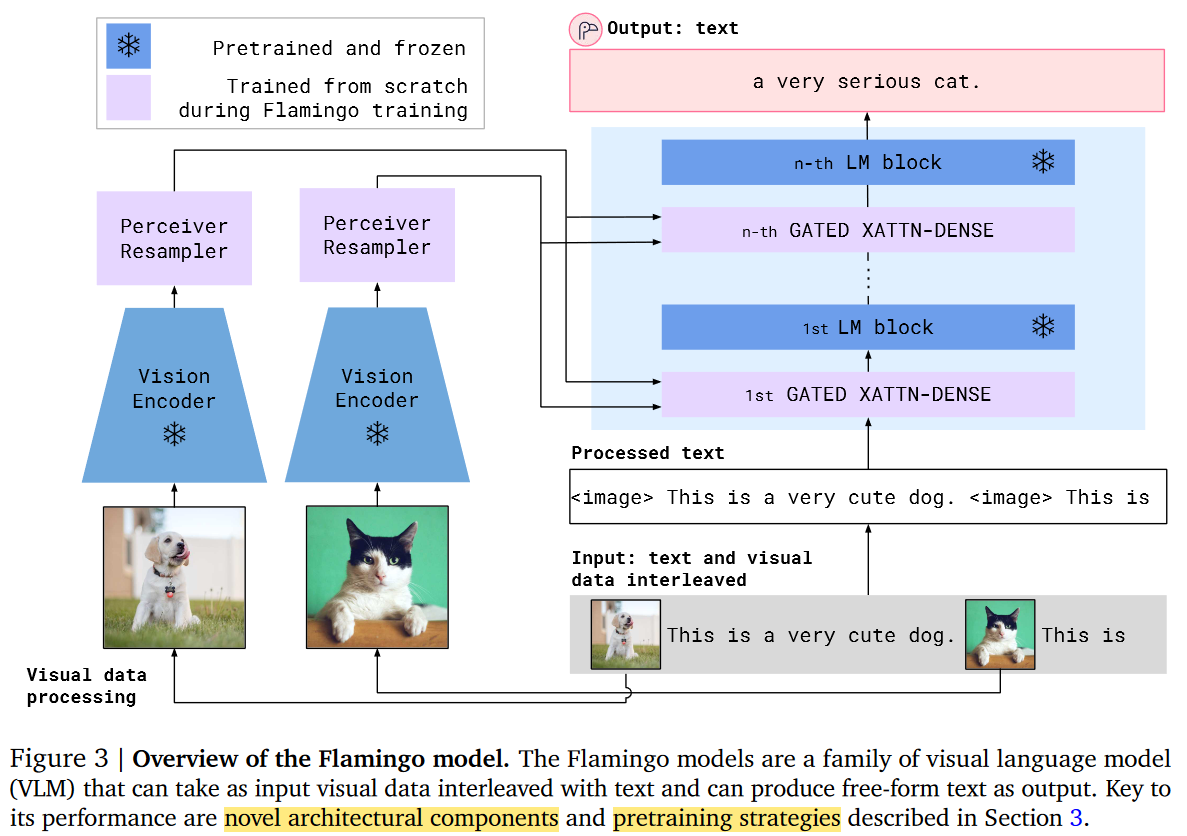 Pretrained and frozen
Trained from scratch
during Flamingo training
Output: text
a very serious cat.
n-th LM block
n-th GATED XATTN-DENSE
1st LM block
1st GATED XATTN-DENSE
Perceiver
Resampler
Perceiver
Resampler
Vision
Encoder
Vision
Encoder
Processed text
<image> This is a very cute dog. <image> This is
Input: text and visual
data interleaved
This is a very cute dog. This is
Visual data
processing
Figure 3 | Overview of the Flamingo model. The Flamingo models are a family of visual language model
(VLM) that can take as input visual data interleaved with text and can produce free-form text as output. Key to
its performance are novel architectural components and pretraining strategies described in Section 3.